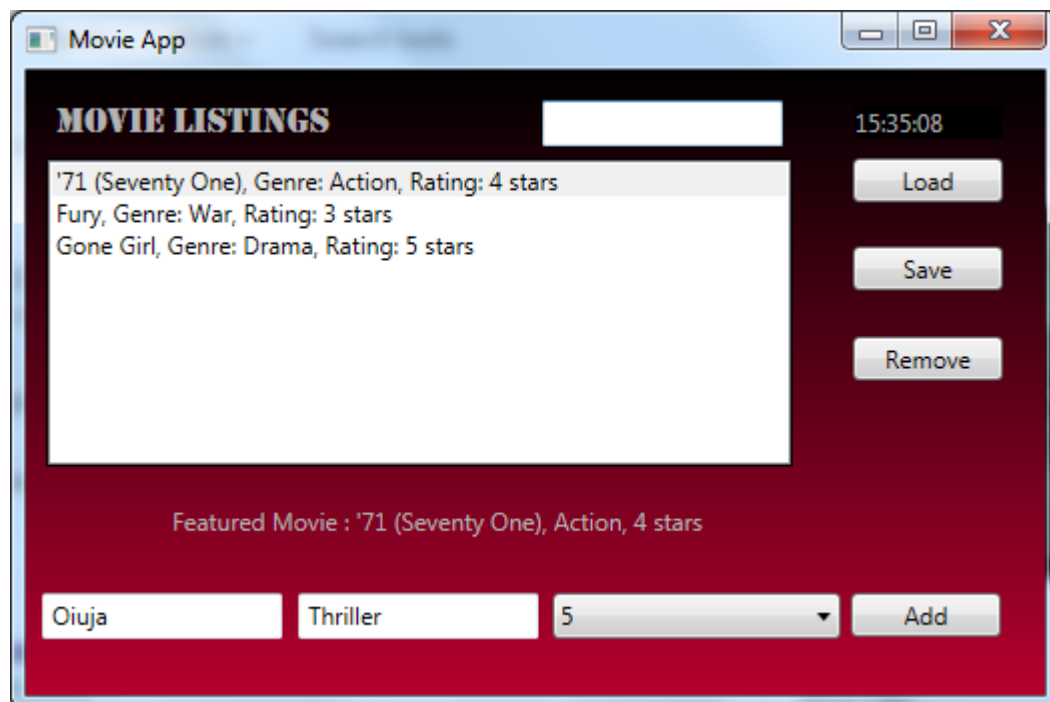 Movie App
MOVIE LISTINGS
15:35:08
'71 (Seventy One), Genre: Action, Rating: 4 stars
Fury, Genre: War, Rating: 3 stars
Gone Girl, Genre: Drama, Rating: 5 stars
Load
Save
Remove
Featured Movie : '71 (Seventy One), Action, 4 stars
Oiuja
Thriller
5
Add